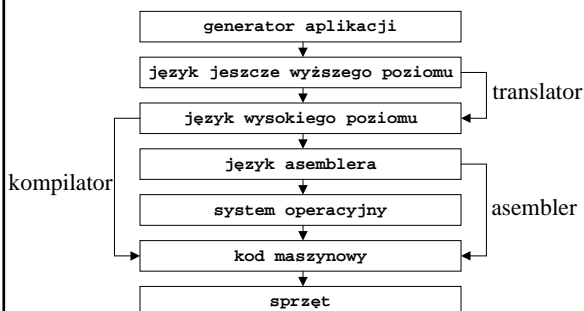 generator aplikacji
język jeszcze wyższego poziomu
translator
język wysokiego poziomu
język asemblera
kompilator
system operacyjny
asembler
kod maszynowy
sprzęt